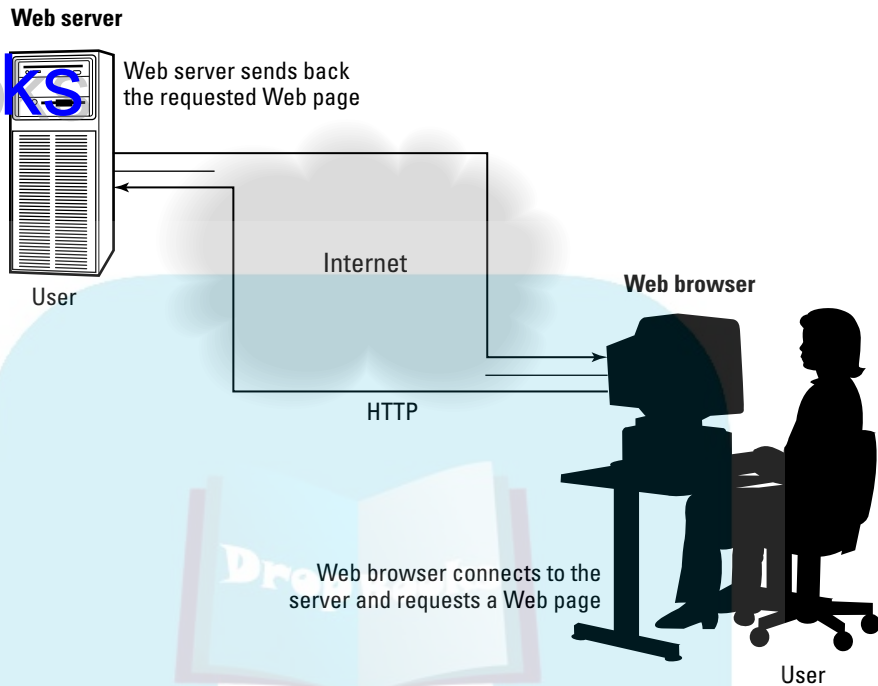 Web server
ks
Web server sends back
the requested Web page
Internet
User
Web browser
HTTP
Web browser connects to the
server and requests a Web page
User